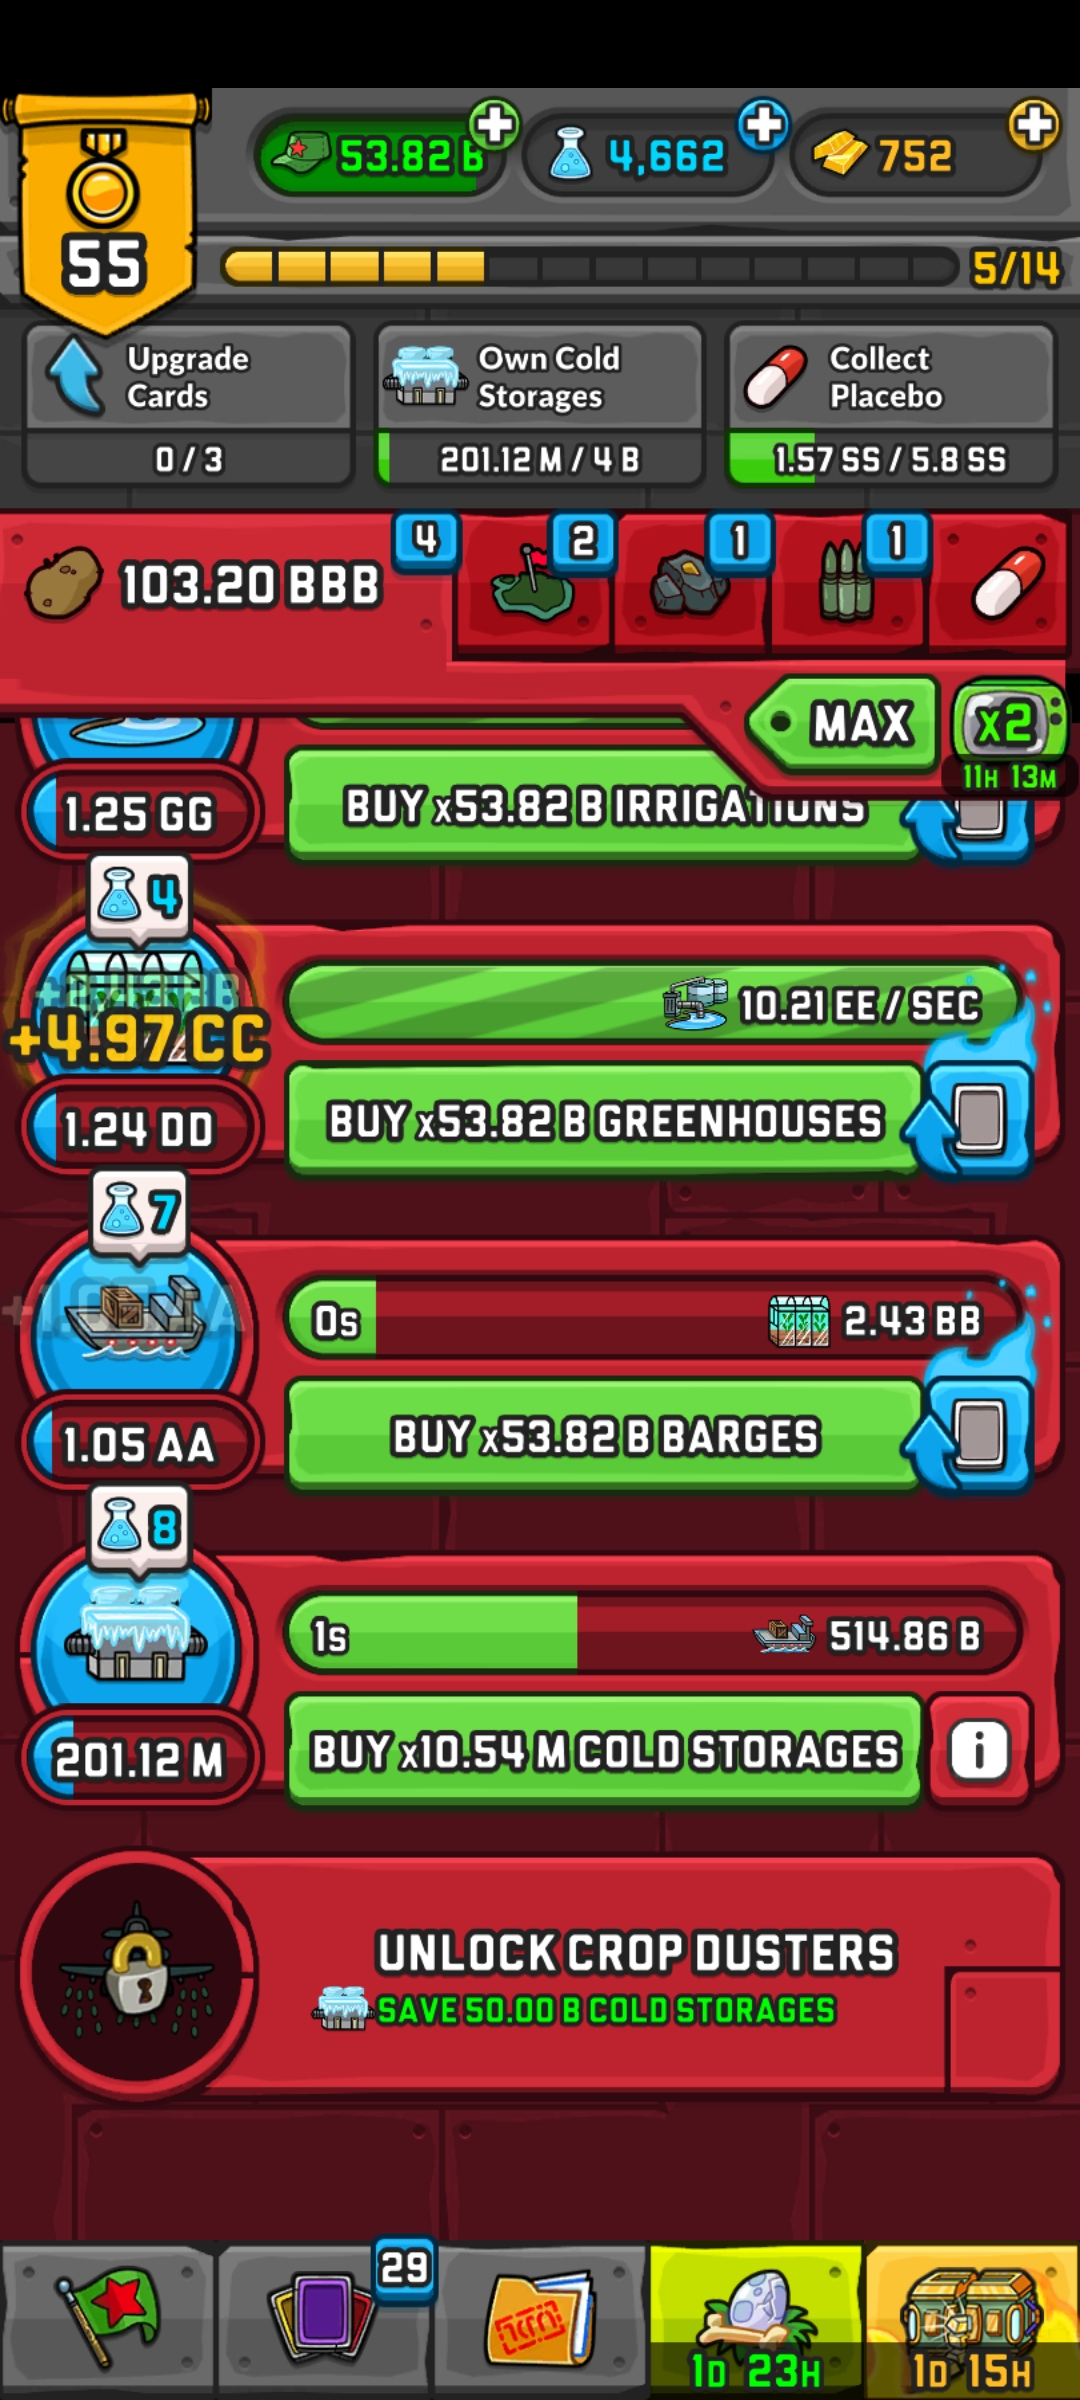 53.82 B
4,662
752
55
5/14
Upgrade
Cards
0 / 3
Own Cold
Storages
201.12 M / 4 B
Collect
Placebo
1.57 SS / 5.8 SS
103.20 BBB
4
2
1
1
MAX
x2
11H 13M
1.25 GG
BUY x53.82 B IRRIGATIONS
4
+4.97 CC
10.21 EE / SEC
1.24 DD
BUY x53.82 B GREENHOUSES
7
0s
2.43 BB
1.05 AA
BUY x53.82 B BARGES
8
1s
514.86 B
201.12 M
BUY x10.54 M COLD STORAGES
i
UNLOCK CROP DUSTERS
SAVE 50.00 B COLD STORAGES
29
1D 23H
1D 15H